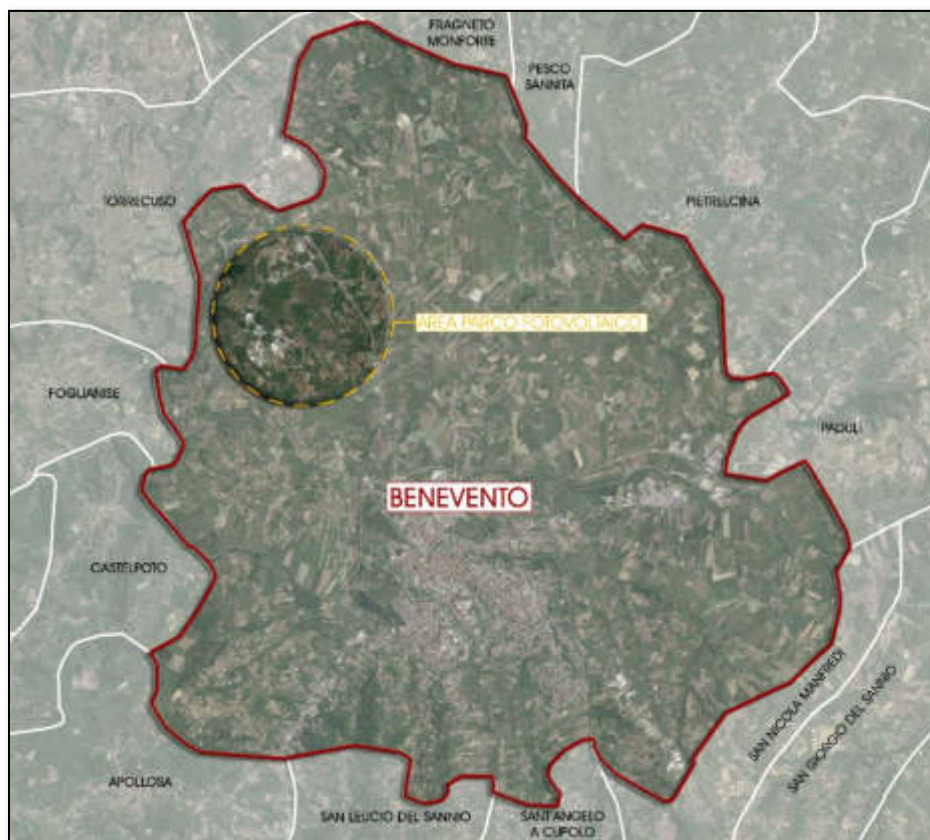 FRAGNETO
MONFORTE
PESCO
SANNITA
TORRECUSO
PIETRELCINA
AREA PARCO FOTOVOLTAICO
FOGLIANISE
PADULI
BENEVENTO
CASTELPOTO
SAN NICOLA MANFREDI
SAN GIORGIO DEL SANNIO
APOLLOSA
SAN LEUCIO DEL SANNIO
SANT'ANGELO
A CUPOLO